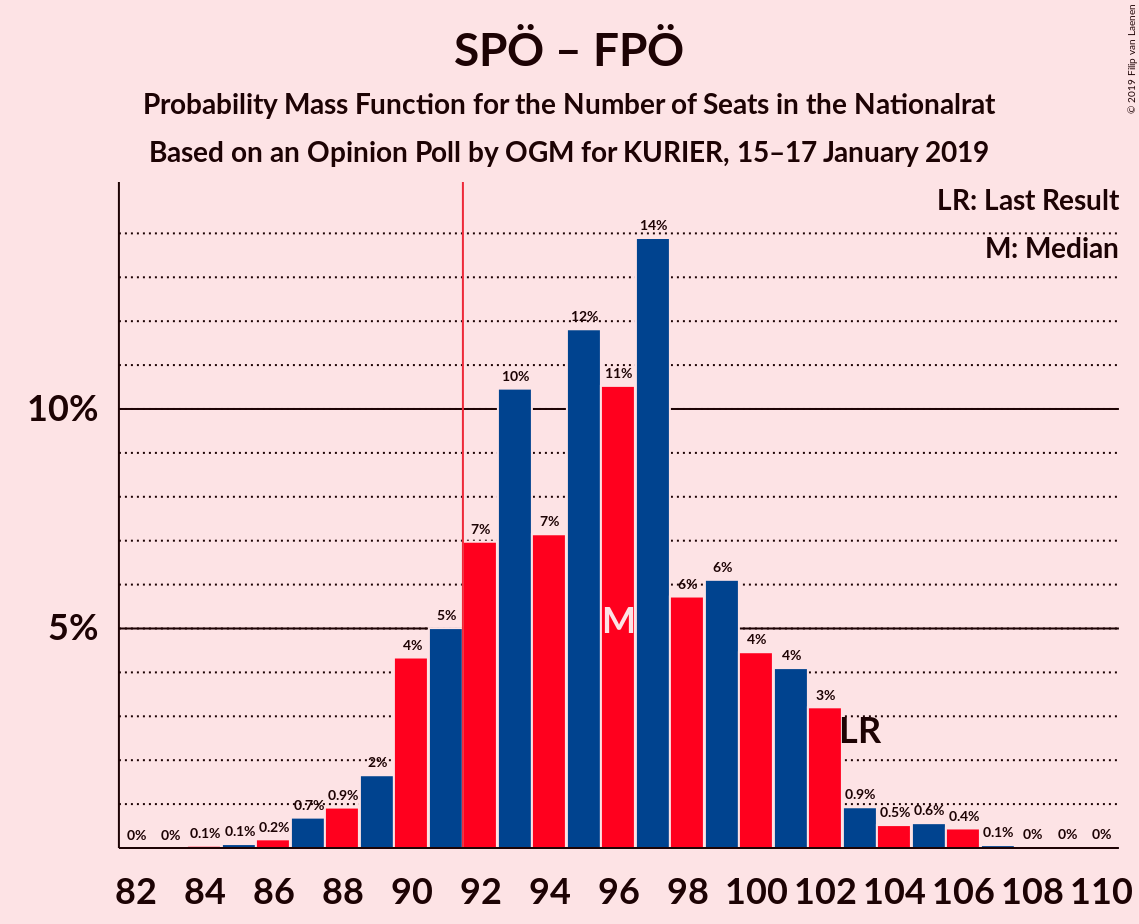 SPÖ – FPÖ
Probability Mass Function for the Number of Seats in the Nationalrat
Based on an Opinion Poll by OGM for KURIER, 15–17 January 2019
© 2019 Filip van Laenen
LR: Last Result
M: Median
10%
5%
0% 0% 0.1% 0.1% 0.2% 0.7% 0.9% 2% 4% 5% 7% 10% 7% 12% 11% 14% 6% 6% 4% 4% 3% 0.9% 0.5% 0.6% 0.4% 0.1% 0% 0% 0%
M
LR
82 84 86 88 90 92 94 96 98 100 102 104 106 108 110